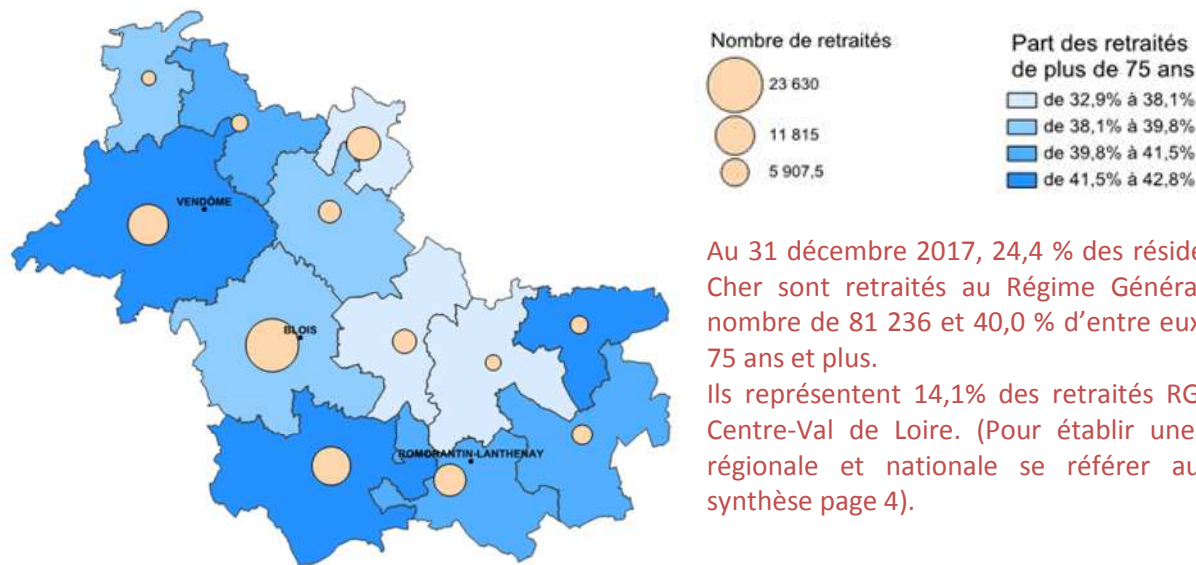 Nombre de retraités
23 630
11 815
5 907,5
Part des retraités
de plus de 75 ans
de 32,9% à 38,1%
de 38,1% à 39,8%
de 39,8% à 41,5%
de 41,5% à 42,8%
VENDÔME
BLOIS
ROMORANTIN-LANTHENAY
Au 31 décembre 2017, 24,4 % des réside
Cher sont retraités au Régime Généra
nombre de 81 236 et 40,0 % d’entre eux
75 ans et plus.
Ils représentent 14,1% des retraités RG
Centre-Val de Loire. (Pour établir une
régionale et nationale se référer au
synthèse page 4).